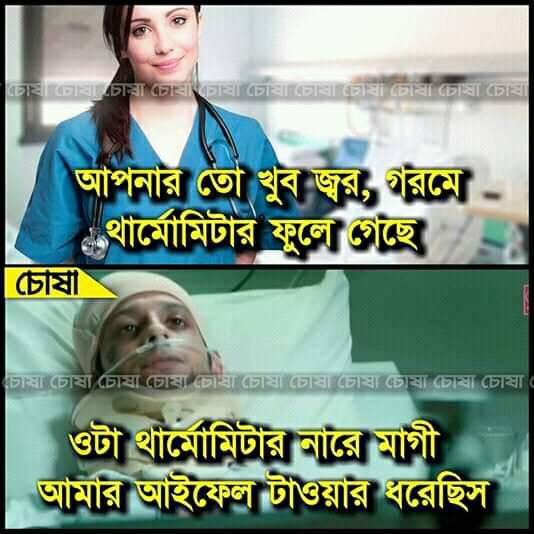 চোষা চোষা চোষা চোষা চোষা চোষা চোষা চোষা চোষা চোষা চোষা
আপনার তো খুব জ্বর, গরমে
থার্মোমিটার ফুলে গেছে
চোষা
চোষা চোষা চোষা চোষা চোষা চোষা চোষা চোষা চোষা চোষা চোষা
ওটা থার্মোমিটার নারে মাগী
আমার আইফেল টাওয়ার ধরেছিস